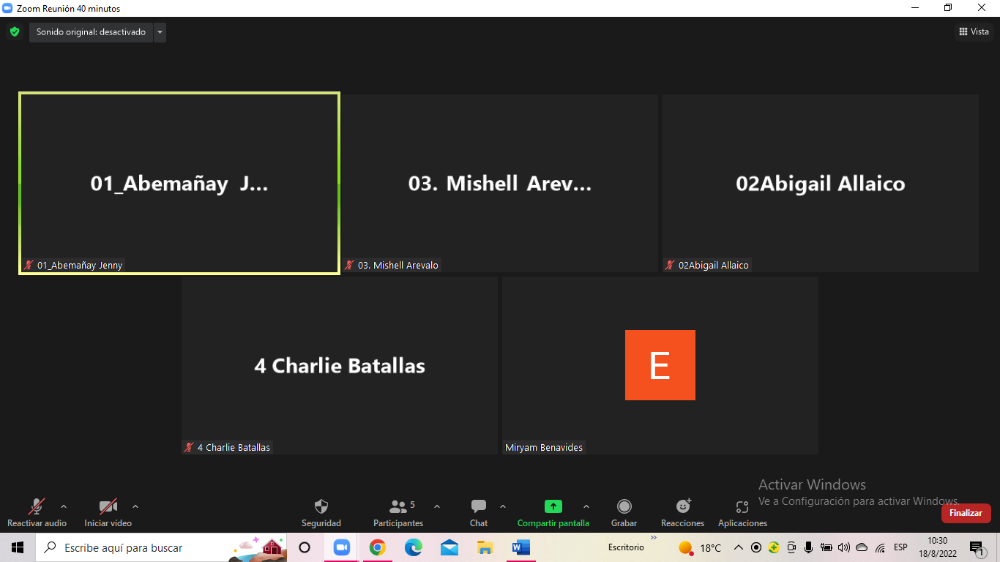 Zoom Reunión 40 minutos
Sonido original: desactivado
Vista
01_Abemañay J...
01_Abemañay Jenny
03. Mishell Arev...
03. Mishell Arevalo
02Abigail Allaico
02Abigail Allaico
4 Charlie Batallas
4 Charlie Batallas
E
Miryam Benavides
Activar Windows
Ve a Configuración para activar Windows.
Reactivar audio
Iniciar vídeo
Seguridad
Participantes
5
Chat
Compartir pantalla
Grabar
Reacciones
Aplicaciones
Finalizar
Escribe aquí para buscar
Escritorio
18°C
ESP
10:30
18/8/2022
1